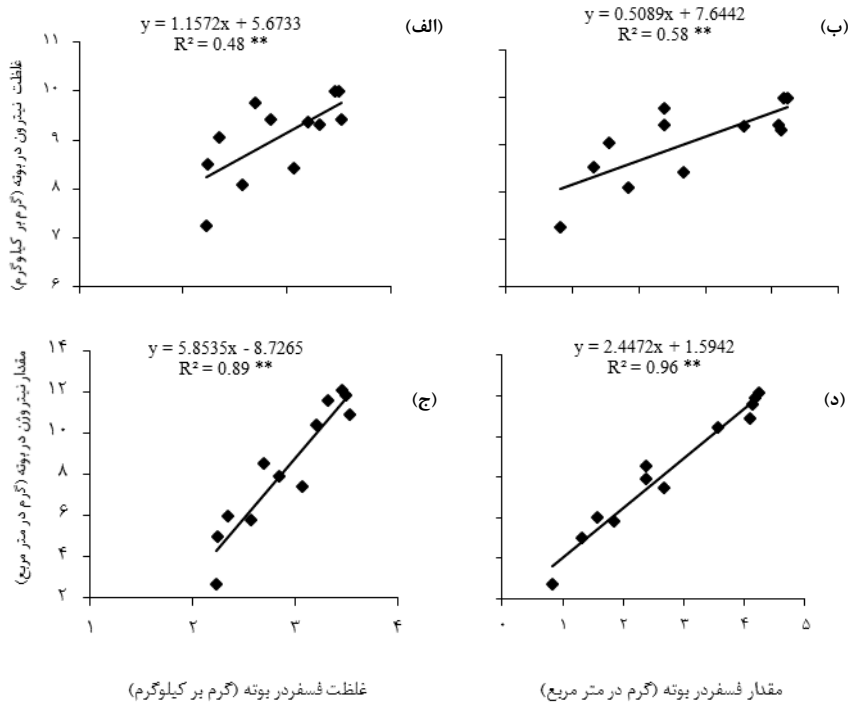 (الف)
y = 1.1572x + 5.6733
R² = 0.48 **
غلظت نیترون در بوته (گرم بر کیلوگرم)
۱۱
۱۰
۹
۸
۷
۶
(ب)
y = 0.5089x + 7.6442
R² = 0.58 **
(ج)
y = 5.8535x - 8.7265
R² = 0.89 **
مقدار نیتروژن در بوته (گرم در متر مربع)
۱۴
۱۲
۱۰
۸
۶
۴
۲
۱ ۲ ۳ ۴
غلظت فسفردر بوته (گرم بر کیلوگرم)
(د)
y = 2.4472x + 1.5942
R² = 0.96 **
۰ ۱ ۲ ۳ ۴ ۵
مقدار فسفردر بوته (گرم در متر مربع)